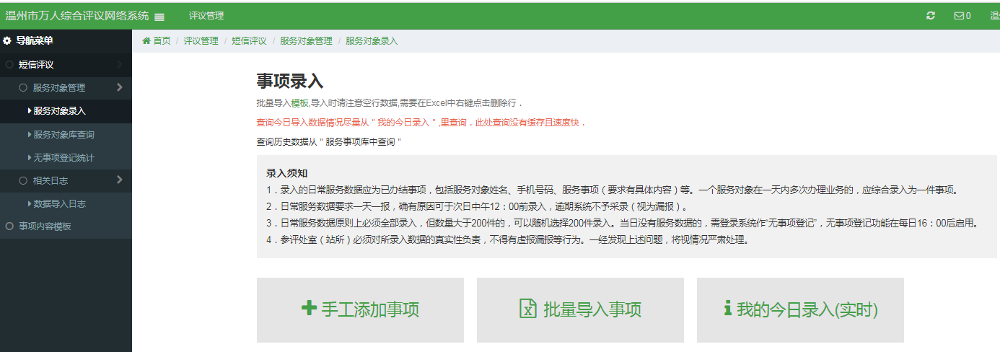 温州市万人综合评议网络系统 评议管理 0 温
导航菜单
首页 / 评议管理 / 短信评议 / 服务对象管理 / 服务对象录入
短信评议
服务对象管理
服务对象录入
服务对象库查询
无事项登记统计
相关日志
数据导入日志
事项内容模板
事项录入
批量导入模板,导入时请注意空行数据,需要在Excel中右键点击删除行．
查询今日导入数据情况尽量从＂我的今日录入＂,里查询．此处查询没有缓存且速度快．
查询历史数据从＂服务事项库中查询＂
录入须知
1．录入的日常服务数据应为已办结事项，包括服务对象姓名、手机号码、服务事项（要求有具体内容）等。一个服务对象在一天内多次办理业务的，应综合录入为一件事项。
2．日常服务数据要求一天一报，确有原因可于次日中午12：00前录入，逾期系统不予采录（视为漏报）。
3．日常服务数据原则上必须全部录入，但数量大于200件的，可以随机选择200件录入。当日没有服务数据的，需登录系统作“无事项登记”，无事项登记功能在每日16：00后启用。
4．参评处室（站所）必须对所录入数据的真实性负责，不得有虚报漏报等行为。一经发现上述问题，将视情况严肃处理。
手工添加事项
批量导入事项
我的今日录入(实时)